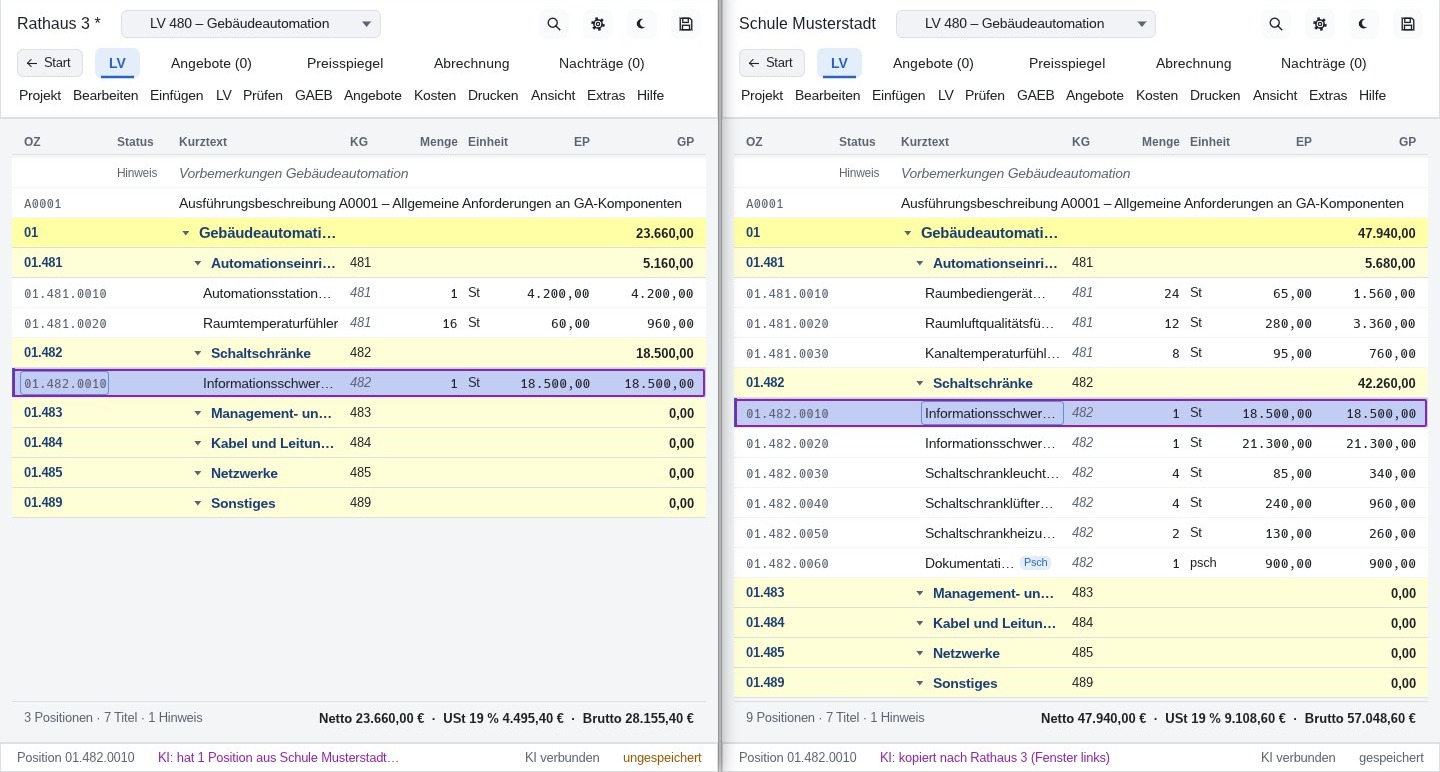 Rathaus 3 *
LV 480 – Gebäudeautomation
← Start
LV
Angebote (0)
Preisspiegel
Abrechnung
Nachträge (0)
Projekt Bearbeiten Einfügen LV Prüfen GAEB Angebote Kosten Drucken Ansicht Extras Hilfe
OZ Status Kurztext KG Menge Einheit EP GP
Hinweis Vorbemerkungen Gebäudeautomation
A0001 Ausführungsbeschreibung A0001 – Allgemeine Anforderungen an GA-Komponenten
01 Gebäudeautomati… 23.660,00
01.481 Automationseinri… 481 5.160,00
01.481.0010 Automationsstation… 481 1 St 4.200,00 4.200,00
01.481.0020 Raumtemperaturfühler 481 16 St 60,00 960,00
01.482 Schaltschränke 482 18.500,00
01.482.0010 Informationsschwer… 482 1 St 18.500,00 18.500,00
01.483 Management- un… 483 0,00
01.484 Kabel und Leitun… 484 0,00
01.485 Netzwerke 485 0,00
01.489 Sonstiges 489 0,00
3 Positionen · 7 Titel · 1 Hinweis Netto 23.660,00 € · USt 19 % 4.495,40 € · Brutto 28.155,40 €
Position 01.482.0010 KI: hat 1 Position aus Schule Musterstadt… KI verbunden ungespeichert
Schule Musterstadt
LV 480 – Gebäudeautomation
← Start
LV
Angebote (0)
Preisspiegel
Abrechnung
Nachträge (0)
Projekt Bearbeiten Einfügen LV Prüfen GAEB Angebote Kosten Drucken Ansicht Extras Hilfe
OZ Status Kurztext KG Menge Einheit EP GP
Hinweis Vorbemerkungen Gebäudeautomation
A0001 Ausführungsbeschreibung A0001 – Allgemeine Anforderungen an GA-Komponenten
01 Gebäudeautomati… 47.940,00
01.481 Automationseinri… 481 5.680,00
01.481.0010 Raumbediengerät… 481 24 St 65,00 1.560,00
01.481.0020 Raumluftqualitätsfü… 481 12 St 280,00 3.360,00
01.481.0030 Kanaltemperaturfühl… 481 8 St 95,00 760,00
01.482 Schaltschränke 482 42.260,00
01.482.0010 Informationsschwer… 482 1 St 18.500,00 18.500,00
01.482.0020 Informationsschwer… 482 1 St 21.300,00 21.300,00
01.482.0030 Schaltschrankleucht… 482 4 St 85,00 340,00
01.482.0040 Schaltschranklüfter… 482 4 St 240,00 960,00
01.482.0050 Schaltschrankheizu… 482 2 St 130,00 260,00
01.482.0060 Dokumentati… Psch 482 1 psch 900,00 900,00
01.483 Management- un… 483 0,00
01.484 Kabel und Leitun… 484 0,00
01.485 Netzwerke 485 0,00
01.489 Sonstiges 489 0,00
9 Positionen · 7 Titel · 1 Hinweis Netto 47.940,00 € · USt 19 % 9.108,60 € · Brutto 57.048,60 €
Position 01.482.0010 KI: kopiert nach Rathaus 3 (Fenster links) KI verbunden gespeichert